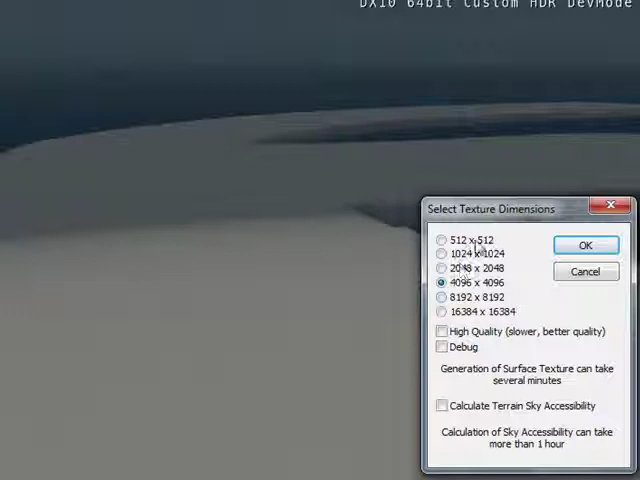 DX10 64bit Custom HDR DevMode
Select Texture Dimensions
512 x 512
1024 x 1024
2048 x 2048
4096 x 4096
8192 x 8192
16384 x 16384
High Quality (slower, better quality)
Debug
OK
Cancel
Generation of Surface Texture can take
several minutes
Calculate Terrain Sky Accessibility
Calculation of Sky Accessibility can take
more than 1 hour